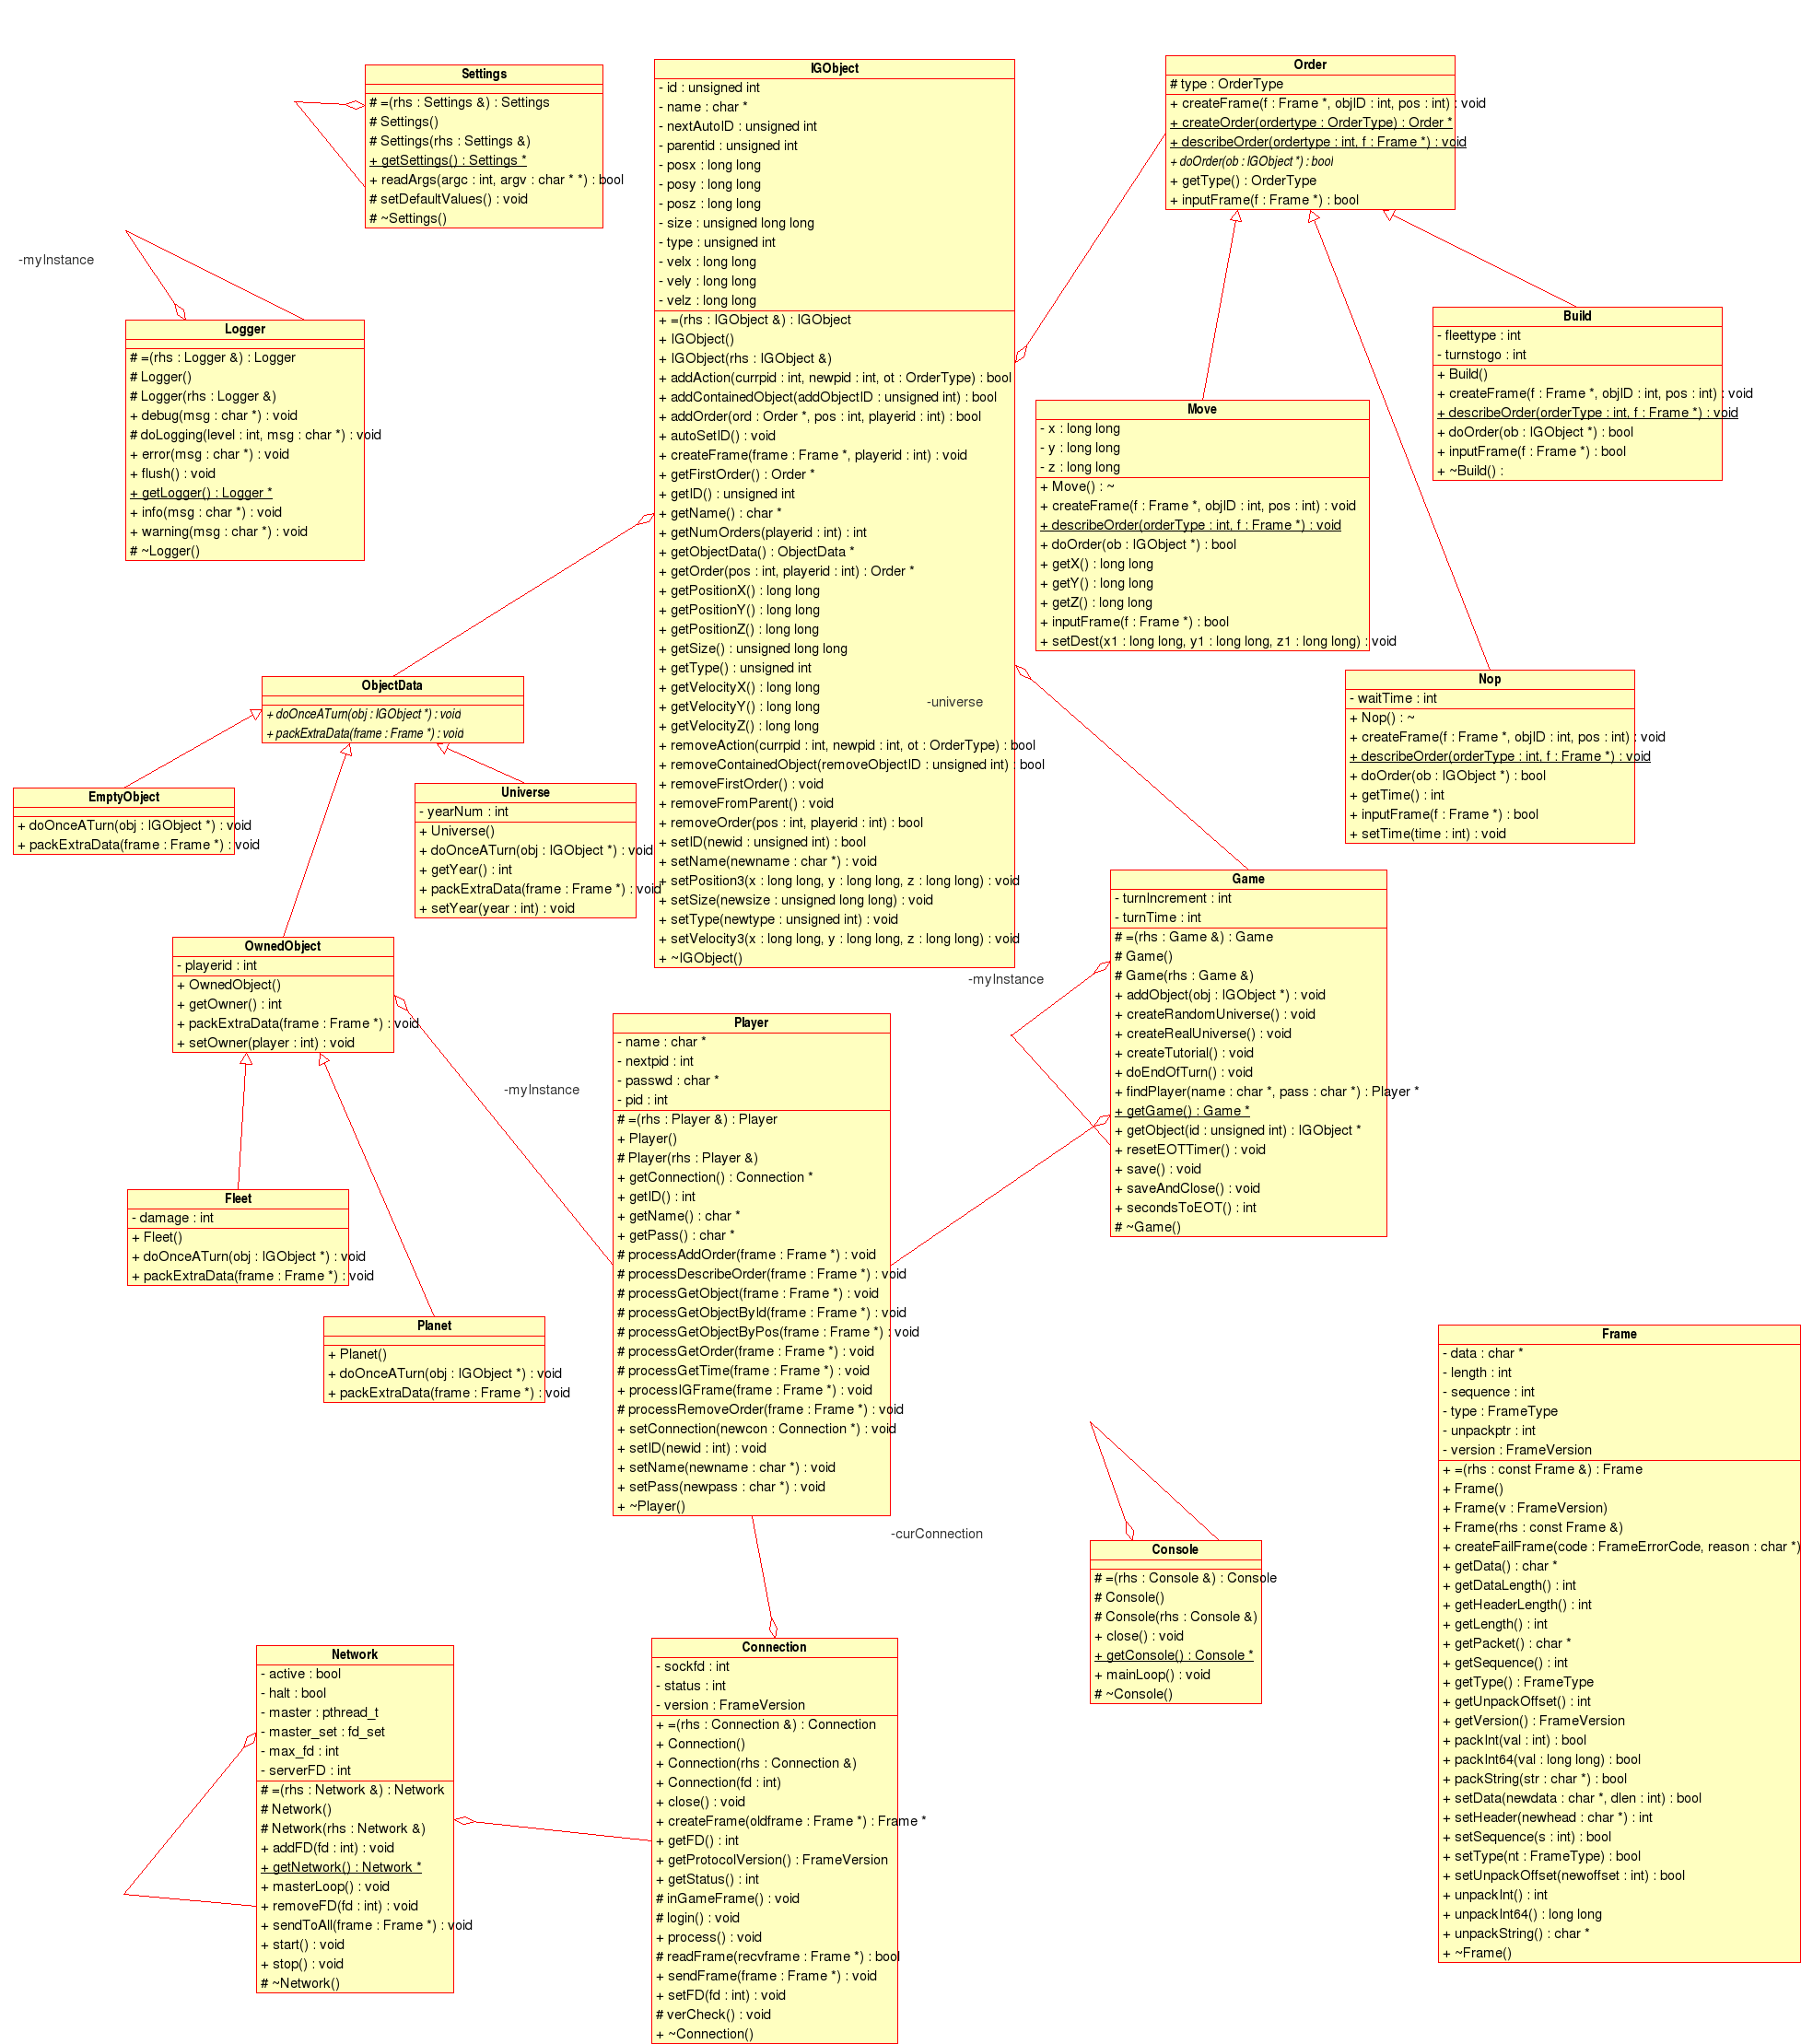 Settings
# =(rhs : Settings &) : Settings
# Settings()
# Settings(rhs : Settings &)
+ getSettings() : Settings *
+ readArgs(argc : int, argv : char * *) : bool
# setDefaultValues() : void
# ~Settings()
IGObject
- id : unsigned int
- name : char *
- nextAutoID : unsigned int
- parentid : unsigned int
- posx : long long
- posy : long long
- posz : long long
- size : unsigned long long
- type : unsigned int
- velx : long long
- vely : long long
- velz : long long
+ =(rhs : IGObject &) : IGObject
+ IGObject()
+ IGObject(rhs : IGObject &)
+ addAction(currpid : int, newpid : int, ot : OrderType) : bool
+ addContainedObject(addObjectID : unsigned int) : bool
+ addOrder(ord : Order *, pos : int, playerid : int) : bool
+ autoSetID() : void
+ createFrame(frame : Frame *, playerid : int) : void
+ getFirstOrder() : Order *
+ getID() : unsigned int
+ getName() : char *
+ getNumOrders(playerid : int) : int
+ getObjectData() : ObjectData *
+ getOrder(pos : int, playerid : int) : Order *
+ getPositionX() : long long
+ getPositionY() : long long
+ getPositionZ() : long long
+ getSize() : unsigned long long
+ getType() : unsigned int
+ getVelocityX() : long long
+ getVelocityY() : long long
+ getVelocityZ() : long long
+ removeAction(currpid : int, newpid : int, ot : OrderType) : bool
+ removeContainedObject(removeObjectID : unsigned int) : bool
+ removeFirstOrder() : void
+ removeFromParent() : void
+ removeOrder(pos : int, playerid : int) : bool
+ setID(newid : unsigned int) : bool
+ setName(newname : char *) : void
+ setPosition3(x : long long, y : long long, z : long long) : void
+ setSize(newsize : unsigned long long) : void
+ setType(newtype : unsigned int) : void
+ setVelocity3(x : long long, y : long long, z : long long) : void
+ ~IGObject()
-universe
Order
# type : OrderType
+ createFrame(f : Frame *, objID : int, pos : int) : void
+ createOrder(ordertype : OrderType) : Order *
+ describeOrder(ordertype : int, f : Frame *) : void
+ doOrder(ob : IGObject *) : bool
+ getType() : OrderType
+ inputFrame(f : Frame *) : bool
-myInstance
Logger
# =(rhs : Logger &) : Logger
# Logger()
# Logger(rhs : Logger &)
+ debug(msg : char *) : void
# doLogging(level : int, msg : char *) : void
+ error(msg : char *) : void
+ flush() : void
+ getLogger() : Logger *
+ info(msg : char *) : void
+ warning(msg : char *) : void
# ~Logger()
Build
- fleettype : int
- turnstogo : int
+ Build()
+ createFrame(f : Frame *, objID : int, pos : int) : void
+ describeOrder(orderType : int, f : Frame *) : void
+ doOrder(ob : IGObject *) : bool
+ inputFrame(f : Frame *) : bool
+ ~Build() :
Move
- x : long long
- y : long long
- z : long long
+ Move() : ~
+ createFrame(f : Frame *, objID : int, pos : int) : void
+ describeOrder(orderType : int, f : Frame *) : void
+ doOrder(ob : IGObject *) : bool
+ getX() : long long
+ getY() : long long
+ getZ() : long long
+ inputFrame(f : Frame *) : bool
+ setDest(x1 : long long, y1 : long long, z1 : long long) : void
Nop
- waitTime : int
+ Nop() : ~
+ createFrame(f : Frame *, objID : int, pos : int) : void
+ describeOrder(orderType : int, f : Frame *) : void
+ doOrder(ob : IGObject *) : bool
+ getTime() : int
+ inputFrame(f : Frame *) : bool
+ setTime(time : int) : void
ObjectData
+ doOnceATurn(obj : IGObject *) : void
+ packExtraData(frame : Frame *) : void
EmptyObject
+ doOnceATurn(obj : IGObject *) : void
+ packExtraData(frame : Frame *) : void
Universe
- yearNum : int
+ Universe()
+ doOnceATurn(obj : IGObject *) : void
+ getYear() : int
+ packExtraData(frame : Frame *) : void
+ setYear(year : int) : void
OwnedObject
- playerid : int
+ OwnedObject()
+ getOwner() : int
+ packExtraData(frame : Frame *) : void
+ setOwner(player : int) : void
-myInstance
Game
- turnIncrement : int
- turnTime : int
# =(rhs : Game &) : Game
# Game()
# Game(rhs : Game &)
+ addObject(obj : IGObject *) : void
+ createRandomUniverse() : void
+ createRealUniverse() : void
+ createTutorial() : void
+ doEndOfTurn() : void
+ findPlayer(name : char *, pass : char *) : Player *
+ getGame() : Game *
+ getObject(id : unsigned int) : IGObject *
+ resetEOTTimer() : void
+ save() : void
+ saveAndClose() : void
+ secondsToEOT() : int
# ~Game()
-myInstance
Player
- name : char *
- nextpid : int
- passwd : char *
- pid : int
# =(rhs : Player &) : Player
+ Player()
# Player(rhs : Player &)
+ getConnection() : Connection *
+ getID() : int
+ getName() : char *
+ getPass() : char *
# processAddOrder(frame : Frame *) : void
# processDescribeOrder(frame : Frame *) : void
# processGetObject(frame : Frame *) : void
# processGetObjectById(frame : Frame *) : void
# processGetObjectByPos(frame : Frame *) : void
# processGetOrder(frame : Frame *) : void
# processGetTime(frame : Frame *) : void
+ processIGFrame(frame : Frame *) : void
# processRemoveOrder(frame : Frame *) : void
+ setConnection(newcon : Connection *) : void
+ setID(newid : int) : void
+ setName(newname : char *) : void
+ setPass(newpass : char *) : void
+ ~Player()
Fleet
- damage : int
+ Fleet()
+ doOnceATurn(obj : IGObject *) : void
+ packExtraData(frame : Frame *) : void
Planet
+ Planet()
+ doOnceATurn(obj : IGObject *) : void
+ packExtraData(frame : Frame *) : void
Frame
- data : char *
- length : int
- sequence : int
- type : FrameType
- unpackptr : int
- version : FrameVersion
+ =(rhs : const Frame &) : Frame
+ Frame()
+ Frame(v : FrameVersion)
+ Frame(rhs : const Frame &)
+ createFailFrame(code : FrameErrorCode, reason : char *)
+ getData() : char *
+ getDataLength() : int
+ getHeaderLength() : int
+ getLength() : int
+ getPacket() : char *
+ getSequence() : int
+ getType() : FrameType
+ getUnpackOffset() : int
+ getVersion() : FrameVersion
+ packInt(val : int) : bool
+ packInt64(val : long long) : bool
+ packString(str : char *) : bool
+ setData(newdata : char *, dlen : int) : bool
+ setHeader(newhead : char *) : int
+ setSequence(s : int) : bool
+ setType(nt : FrameType) : bool
+ setUnpackOffset(newoffset : int) : bool
+ unpackInt() : int
+ unpackInt64() : long long
+ unpackString() : char *
+ ~Frame()
-curConnection
Console
# =(rhs : Console &) : Console
# Console()
# Console(rhs : Console &)
+ close() : void
+ getConsole() : Console *
+ mainLoop() : void
# ~Console()
Network
- active : bool
- halt : bool
- master : pthread_t
- master_set : fd_set
- max_fd : int
- serverFD : int
# =(rhs : Network &) : Network
# Network()
# Network(rhs : Network &)
+ addFD(fd : int) : void
+ getNetwork() : Network *
+ masterLoop() : void
+ removeFD(fd : int) : void
+ sendToAll(frame : Frame *) : void
+ start() : void
+ stop() : void
# ~Network()
Connection
- sockfd : int
- status : int
- version : FrameVersion
+ =(rhs : Connection &) : Connection
+ Connection()
+ Connection(rhs : Connection &)
+ Connection(fd : int)
+ close() : void
+ createFrame(oldframe : Frame *) : Frame *
+ getFD() : int
+ getProtocolVersion() : FrameVersion
+ getStatus() : int
# inGameFrame() : void
# login() : void
+ process() : void
# readFrame(recvframe : Frame *) : bool
+ sendFrame(frame : Frame *) : void
+ setFD(fd : int) : void
# verCheck() : void
+ ~Connection()